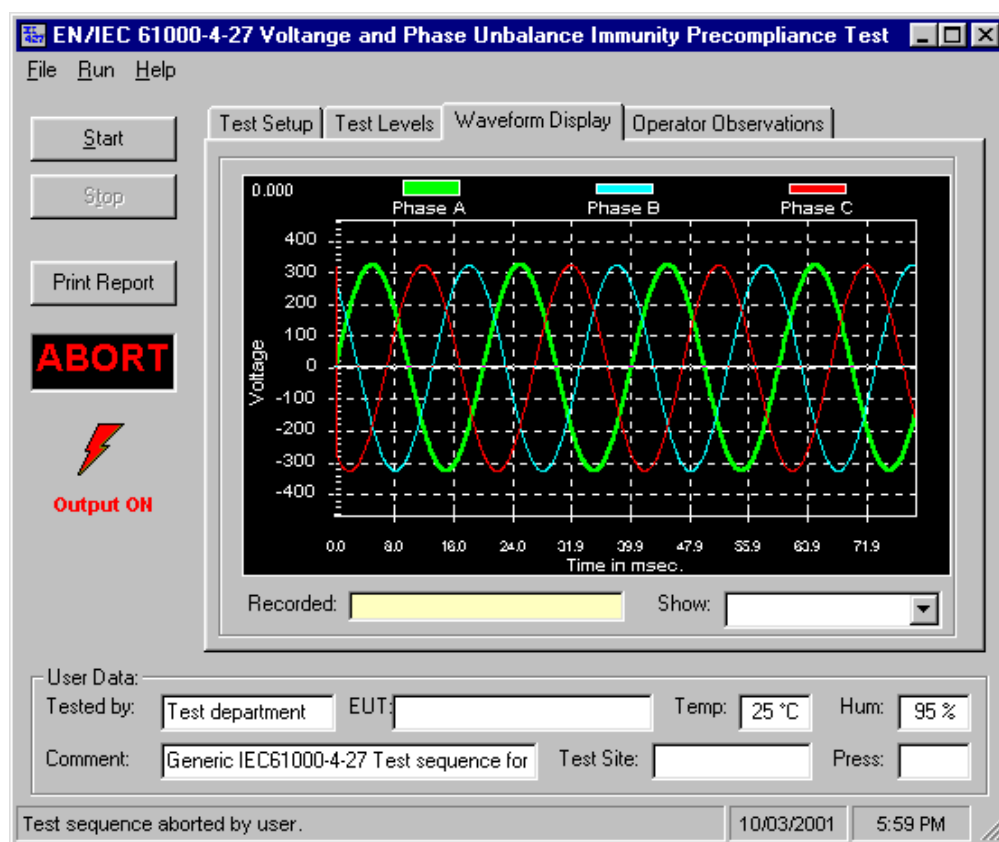 EN/IEC 61000-4-27 Voltange and Phase Unbalance Immunity Precompliance Test
File Run Help
Start
Stop
Print Report
ABORT
Output ON
Test Setup Test Levels Waveform Display Operator Observations
0.000
Phase A Phase B Phase C
400
300
200
100
0
-100
-200
-300
-400
Voltage
0.0 8.0 16.0 24.0 31.9 39.9 47.9 55.9 63.9 71.9
Time in msec.
Recorded: Show:
User Data:
Tested by: Test department EUT: Temp: 25 °C Hum: 95 %
Comment: Generic IEC61000-4-27 Test sequence for Test Site: Press:
Test sequence aborted by user. 10/03/2001 5:59 PM